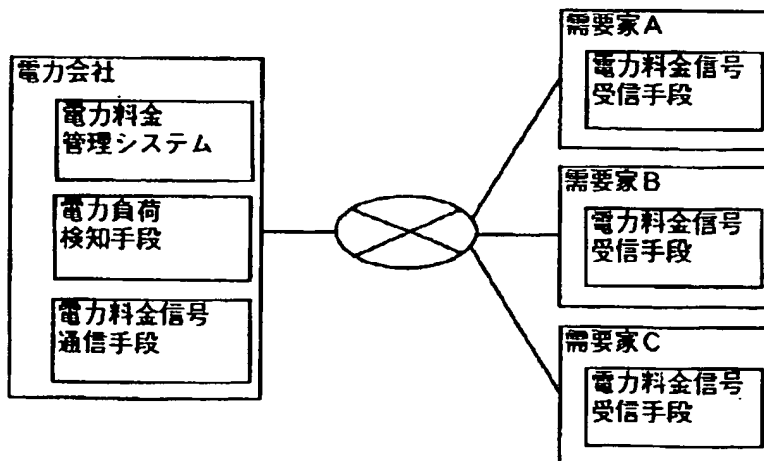 電力会社
電力料金
管理システム
電力負荷
検知手段
電力料金信号
通信手段
需要家A
電力料金信号
受信手段
需要家B
電力料金信号
受信手段
需要家C
電力料金信号
受信手段